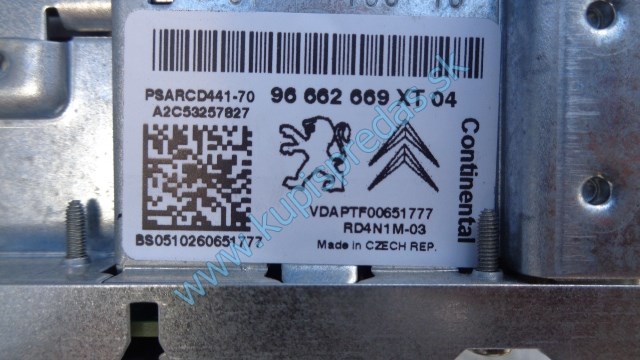 PSARCD441-70 96 662 669 XT 04
A2C53257827
Continental
VDAPTF00651777
RD4N1M-03
BS0510260651777
Made in CZECH REP.
www.kupispredas.sk